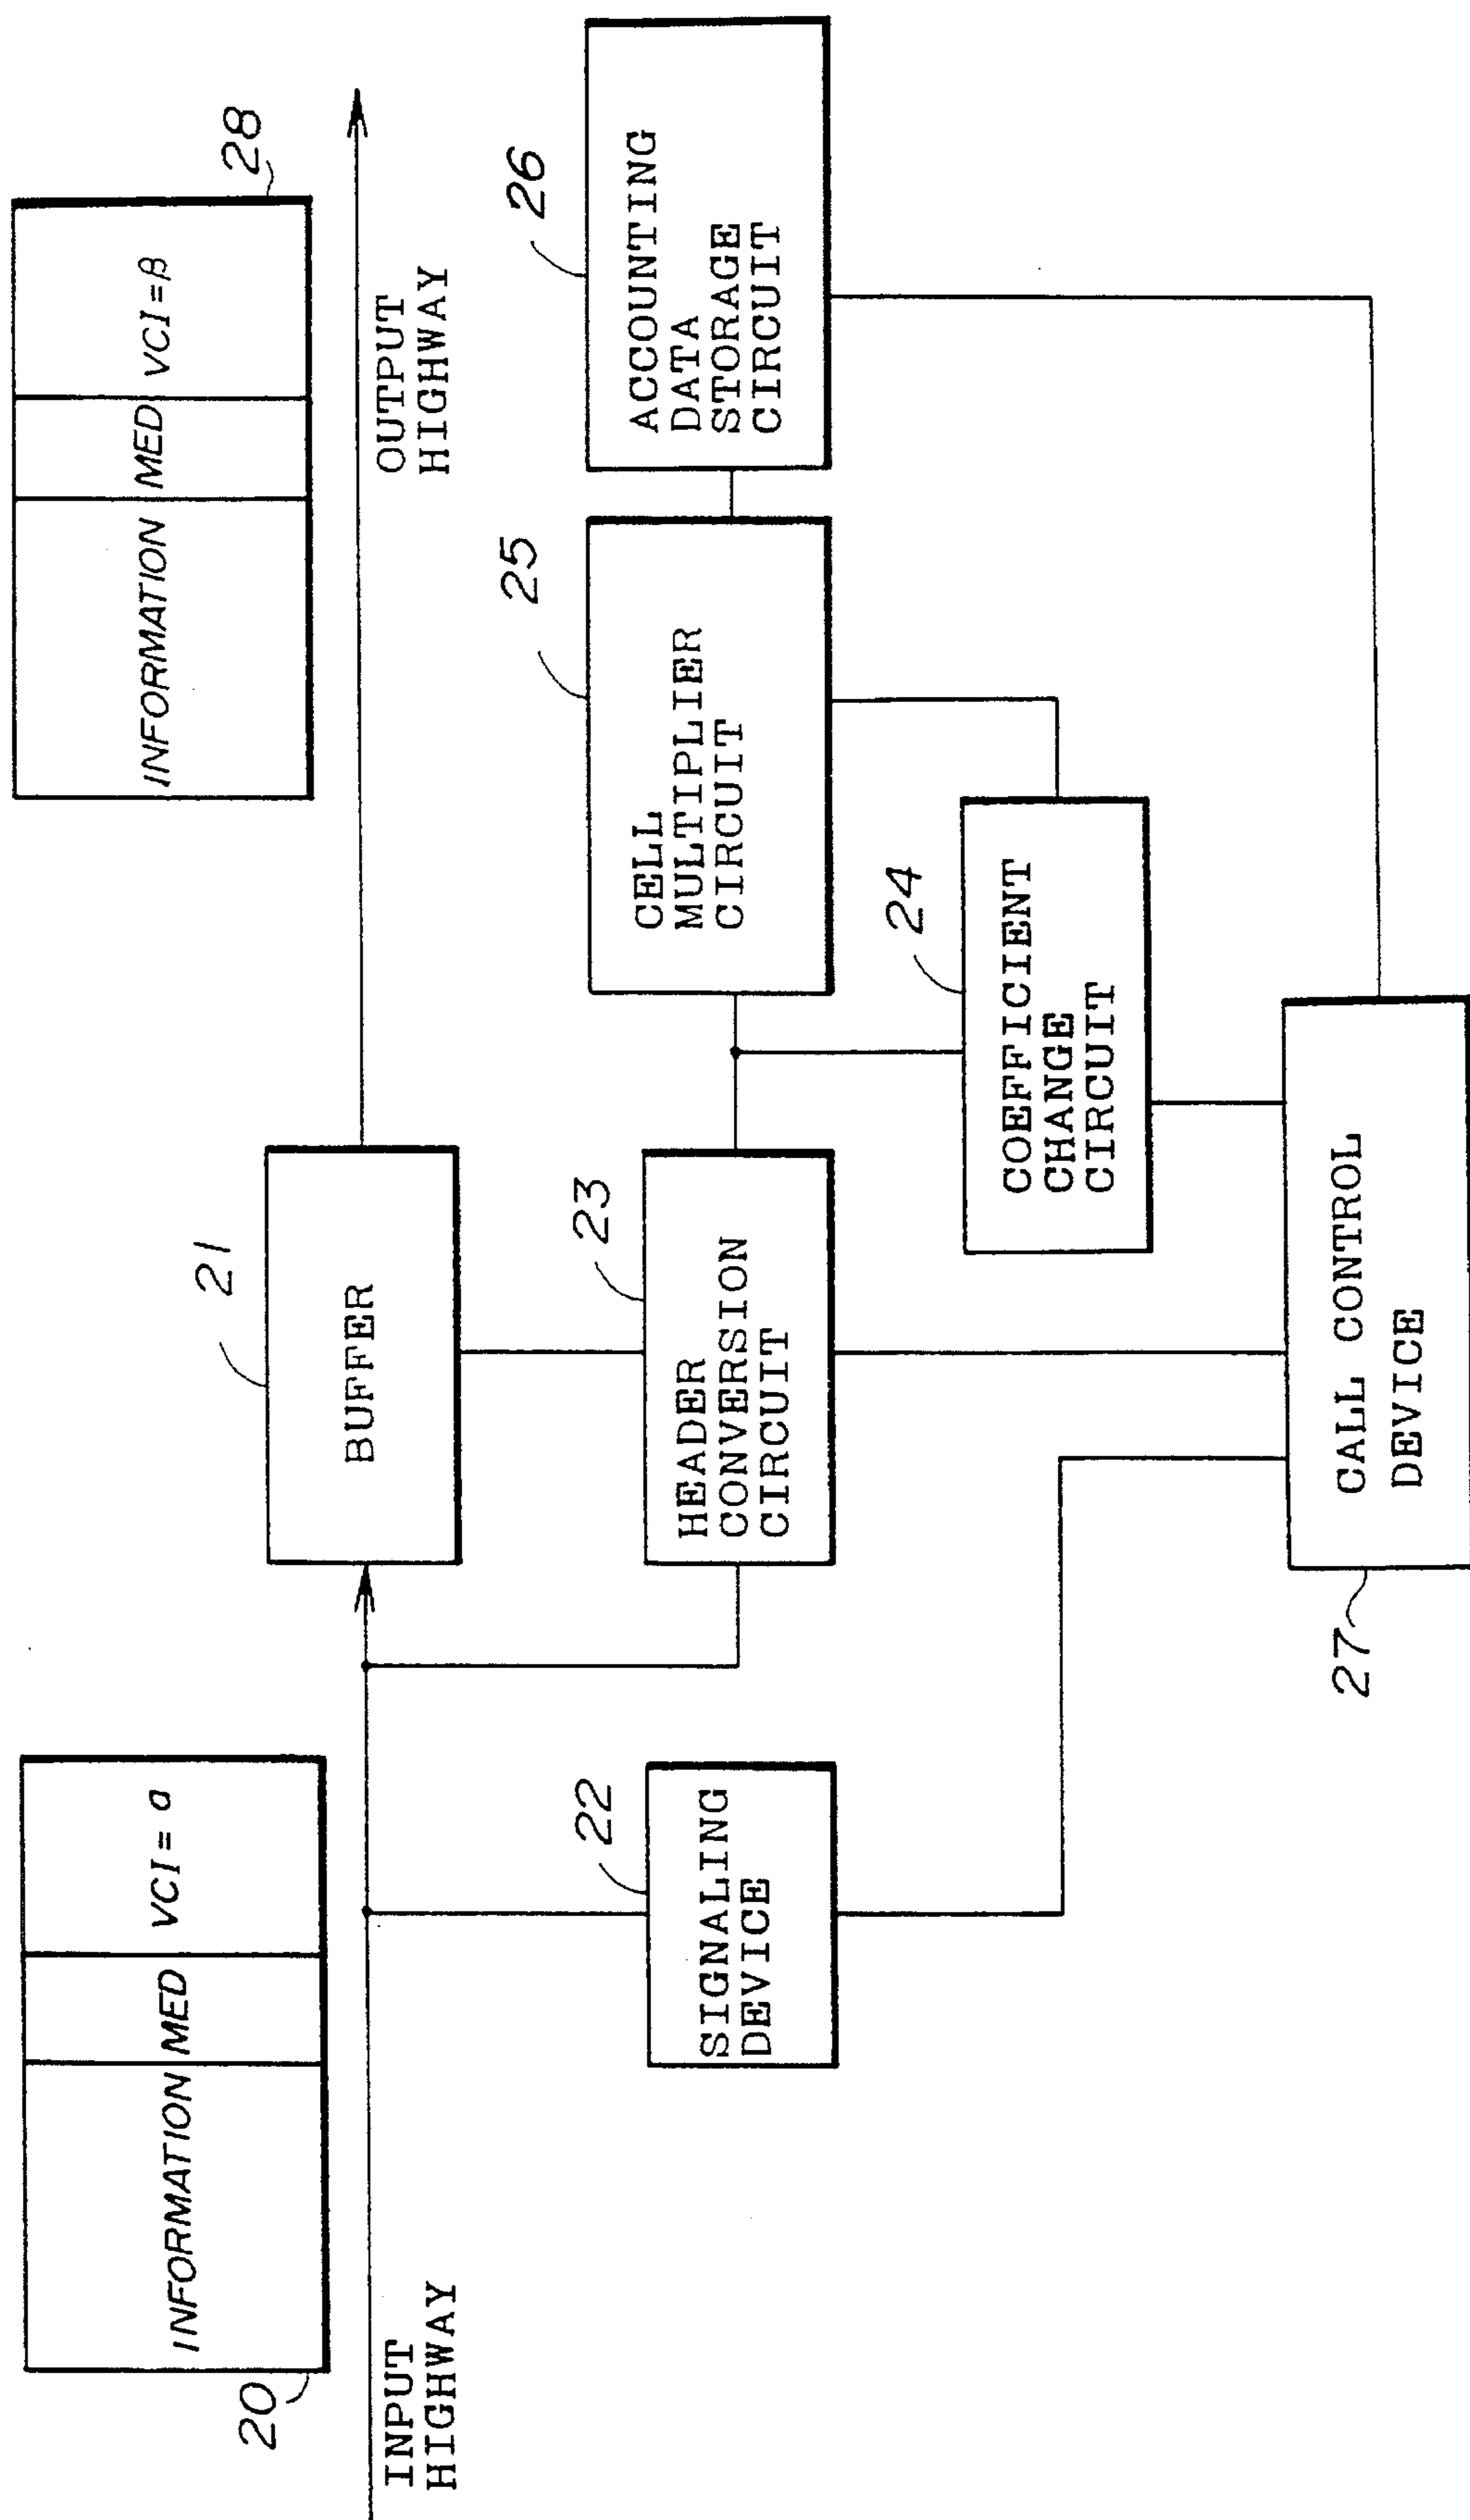 INFORMATION MED VCI=α
20
INPUT
HIGHWAY
INFORMATION MED VCI=β
28
OUTPUT
HIGHWAY
21
BUFFER
22
SIGNALING
DEVICE
23
HEADER
CONVERSION
CIRCUIT
25
CELL
MULTIPLIER
CIRCUIT
26
ACCOUNTING
DATA
STORAGE
CIRCUIT
24
COEFFICIENT
CHANGE
CIRCUIT
27
CALL CONTROL
DEVICE